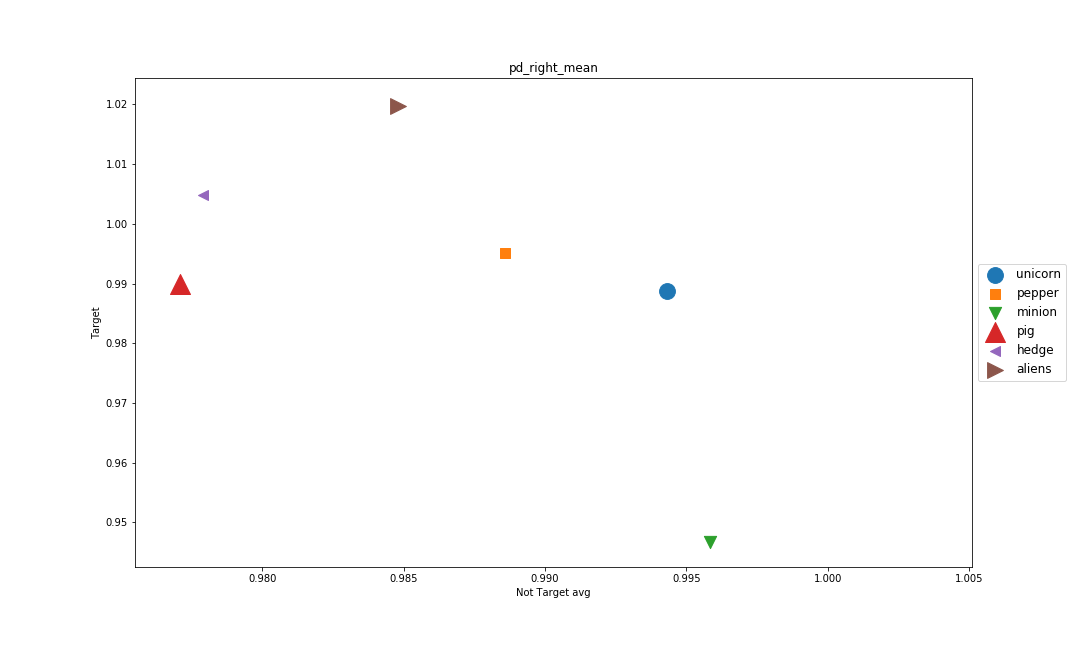 pd_right_mean
1.02
1.01
1.00
0.99
0.98
0.97
0.96
0.95
Target
0.980
0.985
0.990
0.995
1.000
1.005
Not Target avg
unicorn
pepper
minion
pig
hedge
aliens